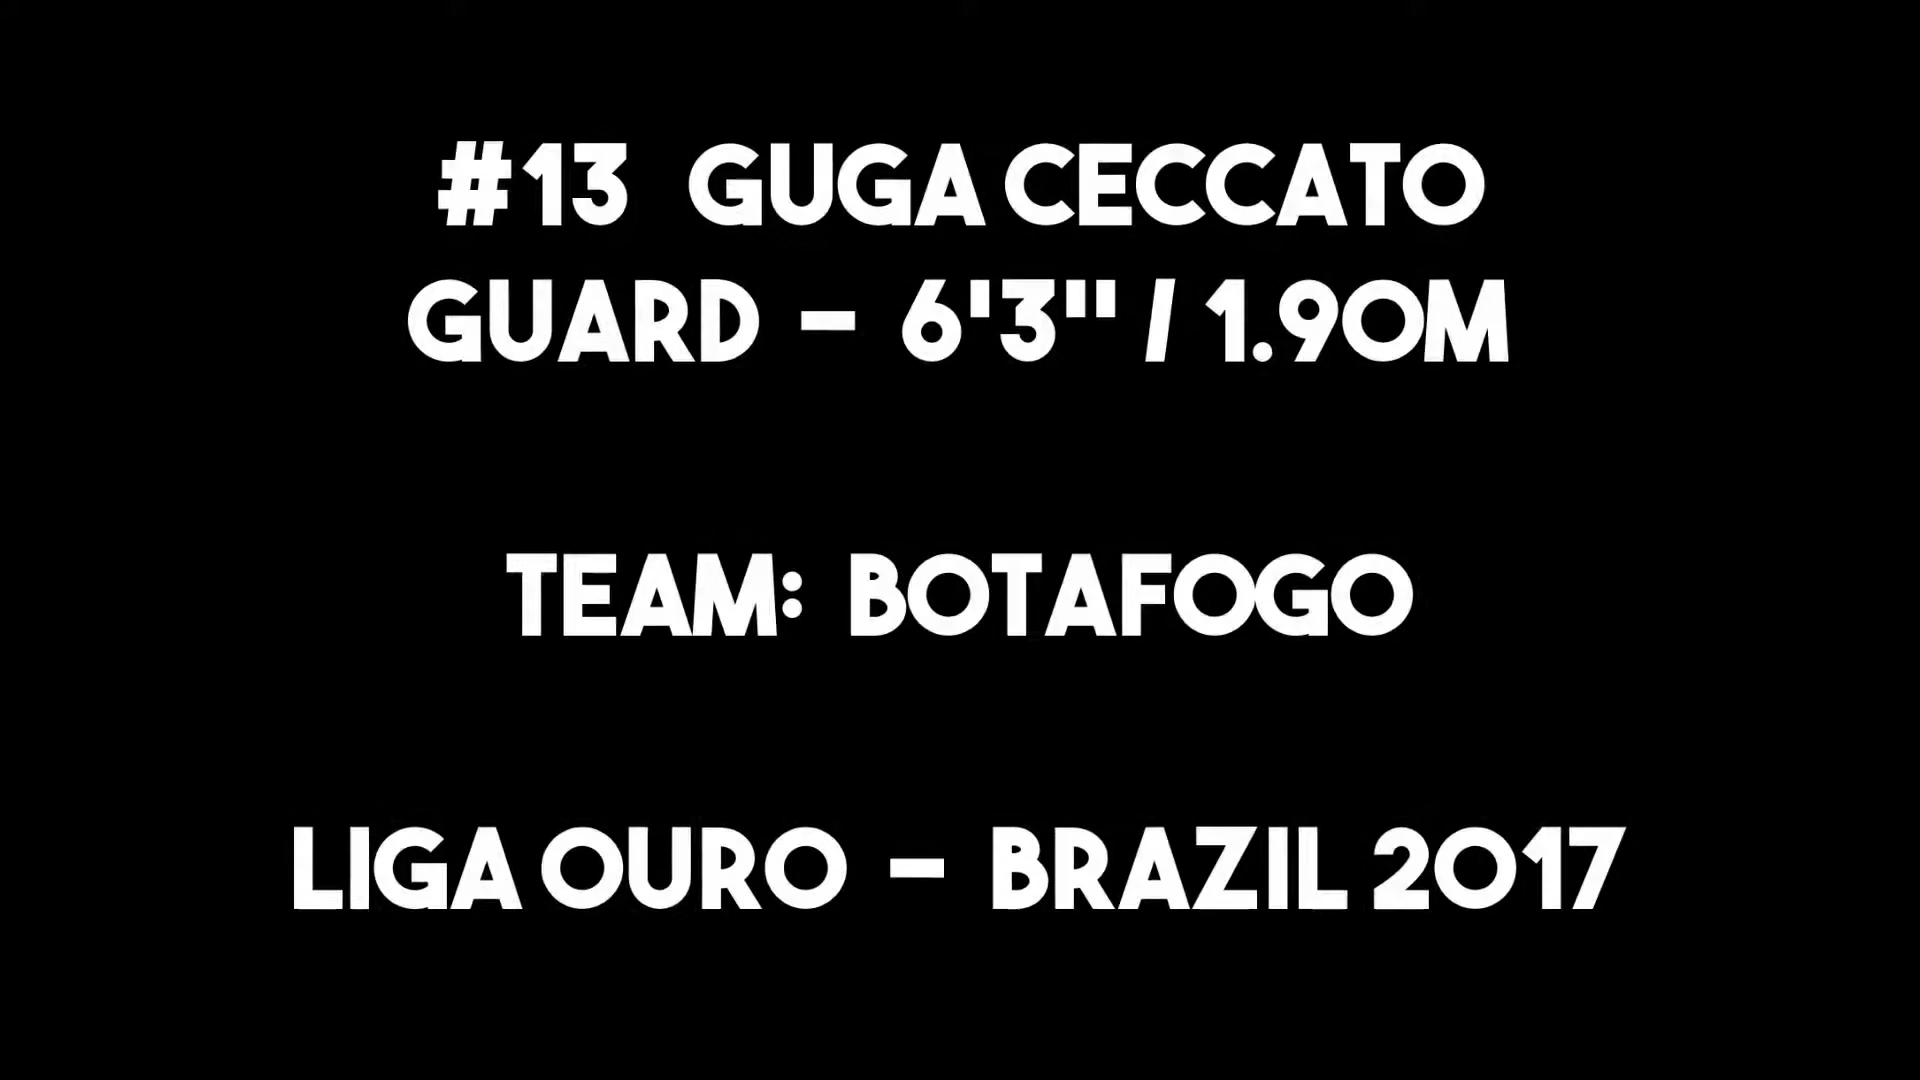 #13 GUGA CECCATO
GUARD - 6'3" / 1.90M
TEAM: BOTAFOGO
LIGA OURO - BRAZIL 2017